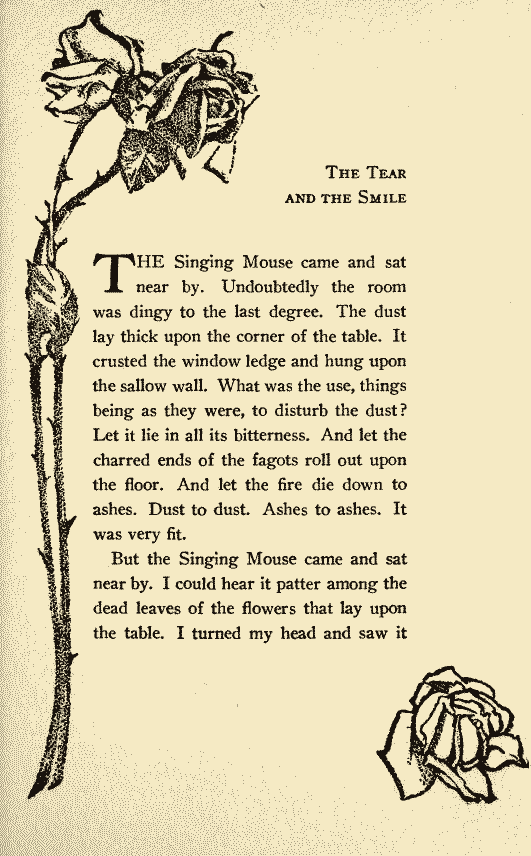 The Tear
and the Smile
THE Singing Mouse came and sat
near by. Undoubtedly the room
was dingy to the last degree. The dust
lay thick upon the corner of the table. It
crusted the window ledge and hung upon
the sallow wall. What was the use, things
being as they were, to disturb the dust?
Let it lie in all its bitterness. And let the
charred ends of the fagots roll out upon
the floor. And let the fire die down to
ashes. Dust to dust. Ashes to ashes. It
was very fit.
But the Singing Mouse came and sat
near by. I could hear it patter among the
dead leaves of the flowers that lay upon
the table. I turned my head and saw it